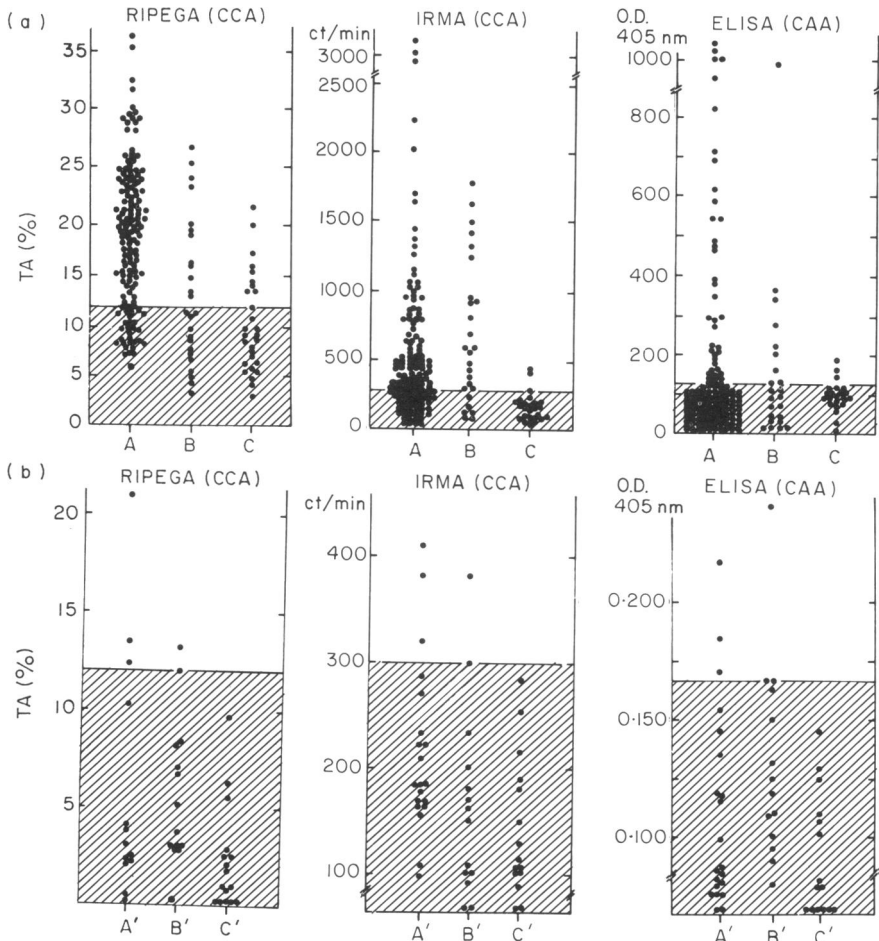 (a)
RIPEGA (CCA)
35
30
25
20
15
10
5
0
TA (%)
A B C
ct/min
IRMA (CCA)
3000
2500
2000
1500
1000
500
0
A B C
O.D.
405 nm
ELISA (CAA)
1000
800
600
400
200
0
A B C
(b)
RIPEGA (CCA)
20
15
10
5
TA (%)
A' B' C'
ct/min
IRMA (CCA)
400
300
200
100
A' B' C'
O.D.
405 nm
ELISA (CAA)
0·200
0·150
0·100
A' B' C'